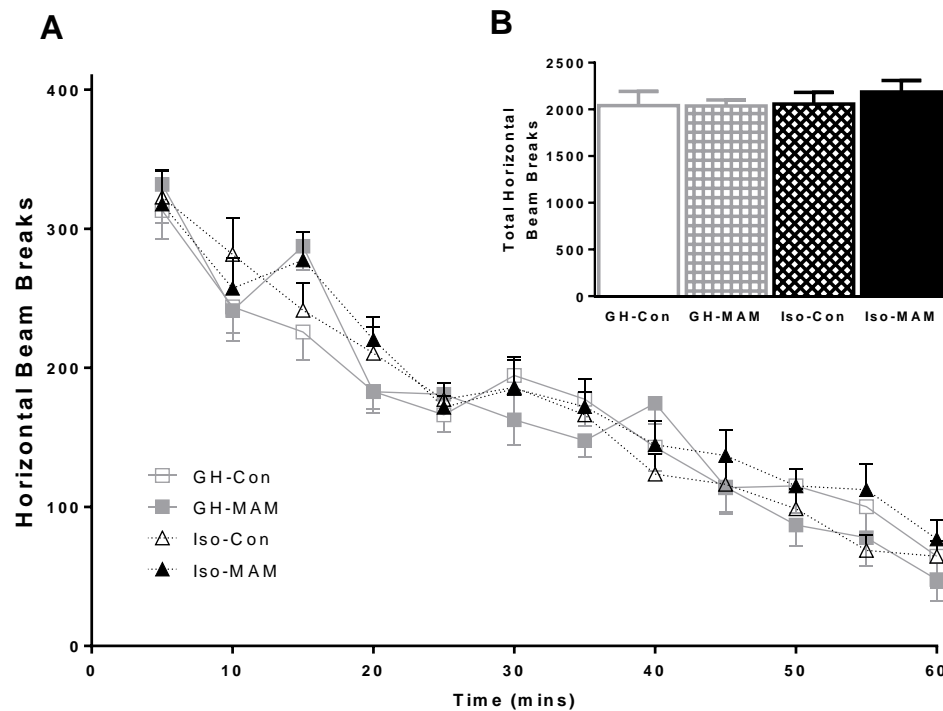 A
Horizontal Beam Breaks
400
300
200
100
0
GH-Con
GH-MAM
Iso-Con
Iso-MAM
0 10 20 30 40 50 60
Time (mins)
B
Total Horizontal
Beam Breaks
2500
2000
1500
1000
500
0
GH-Con GH-MAM Iso-Con Iso-MAM